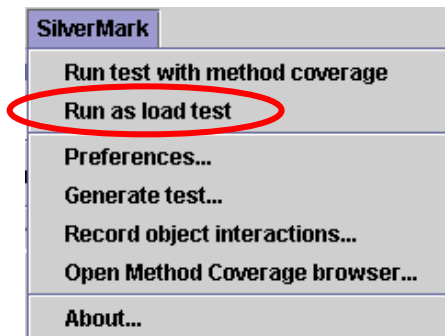 SilverMark
Run test with method coverage
Run as load test
Preferences...
Generate test...
Record object interactions...
Open Method Coverage browser...
About...